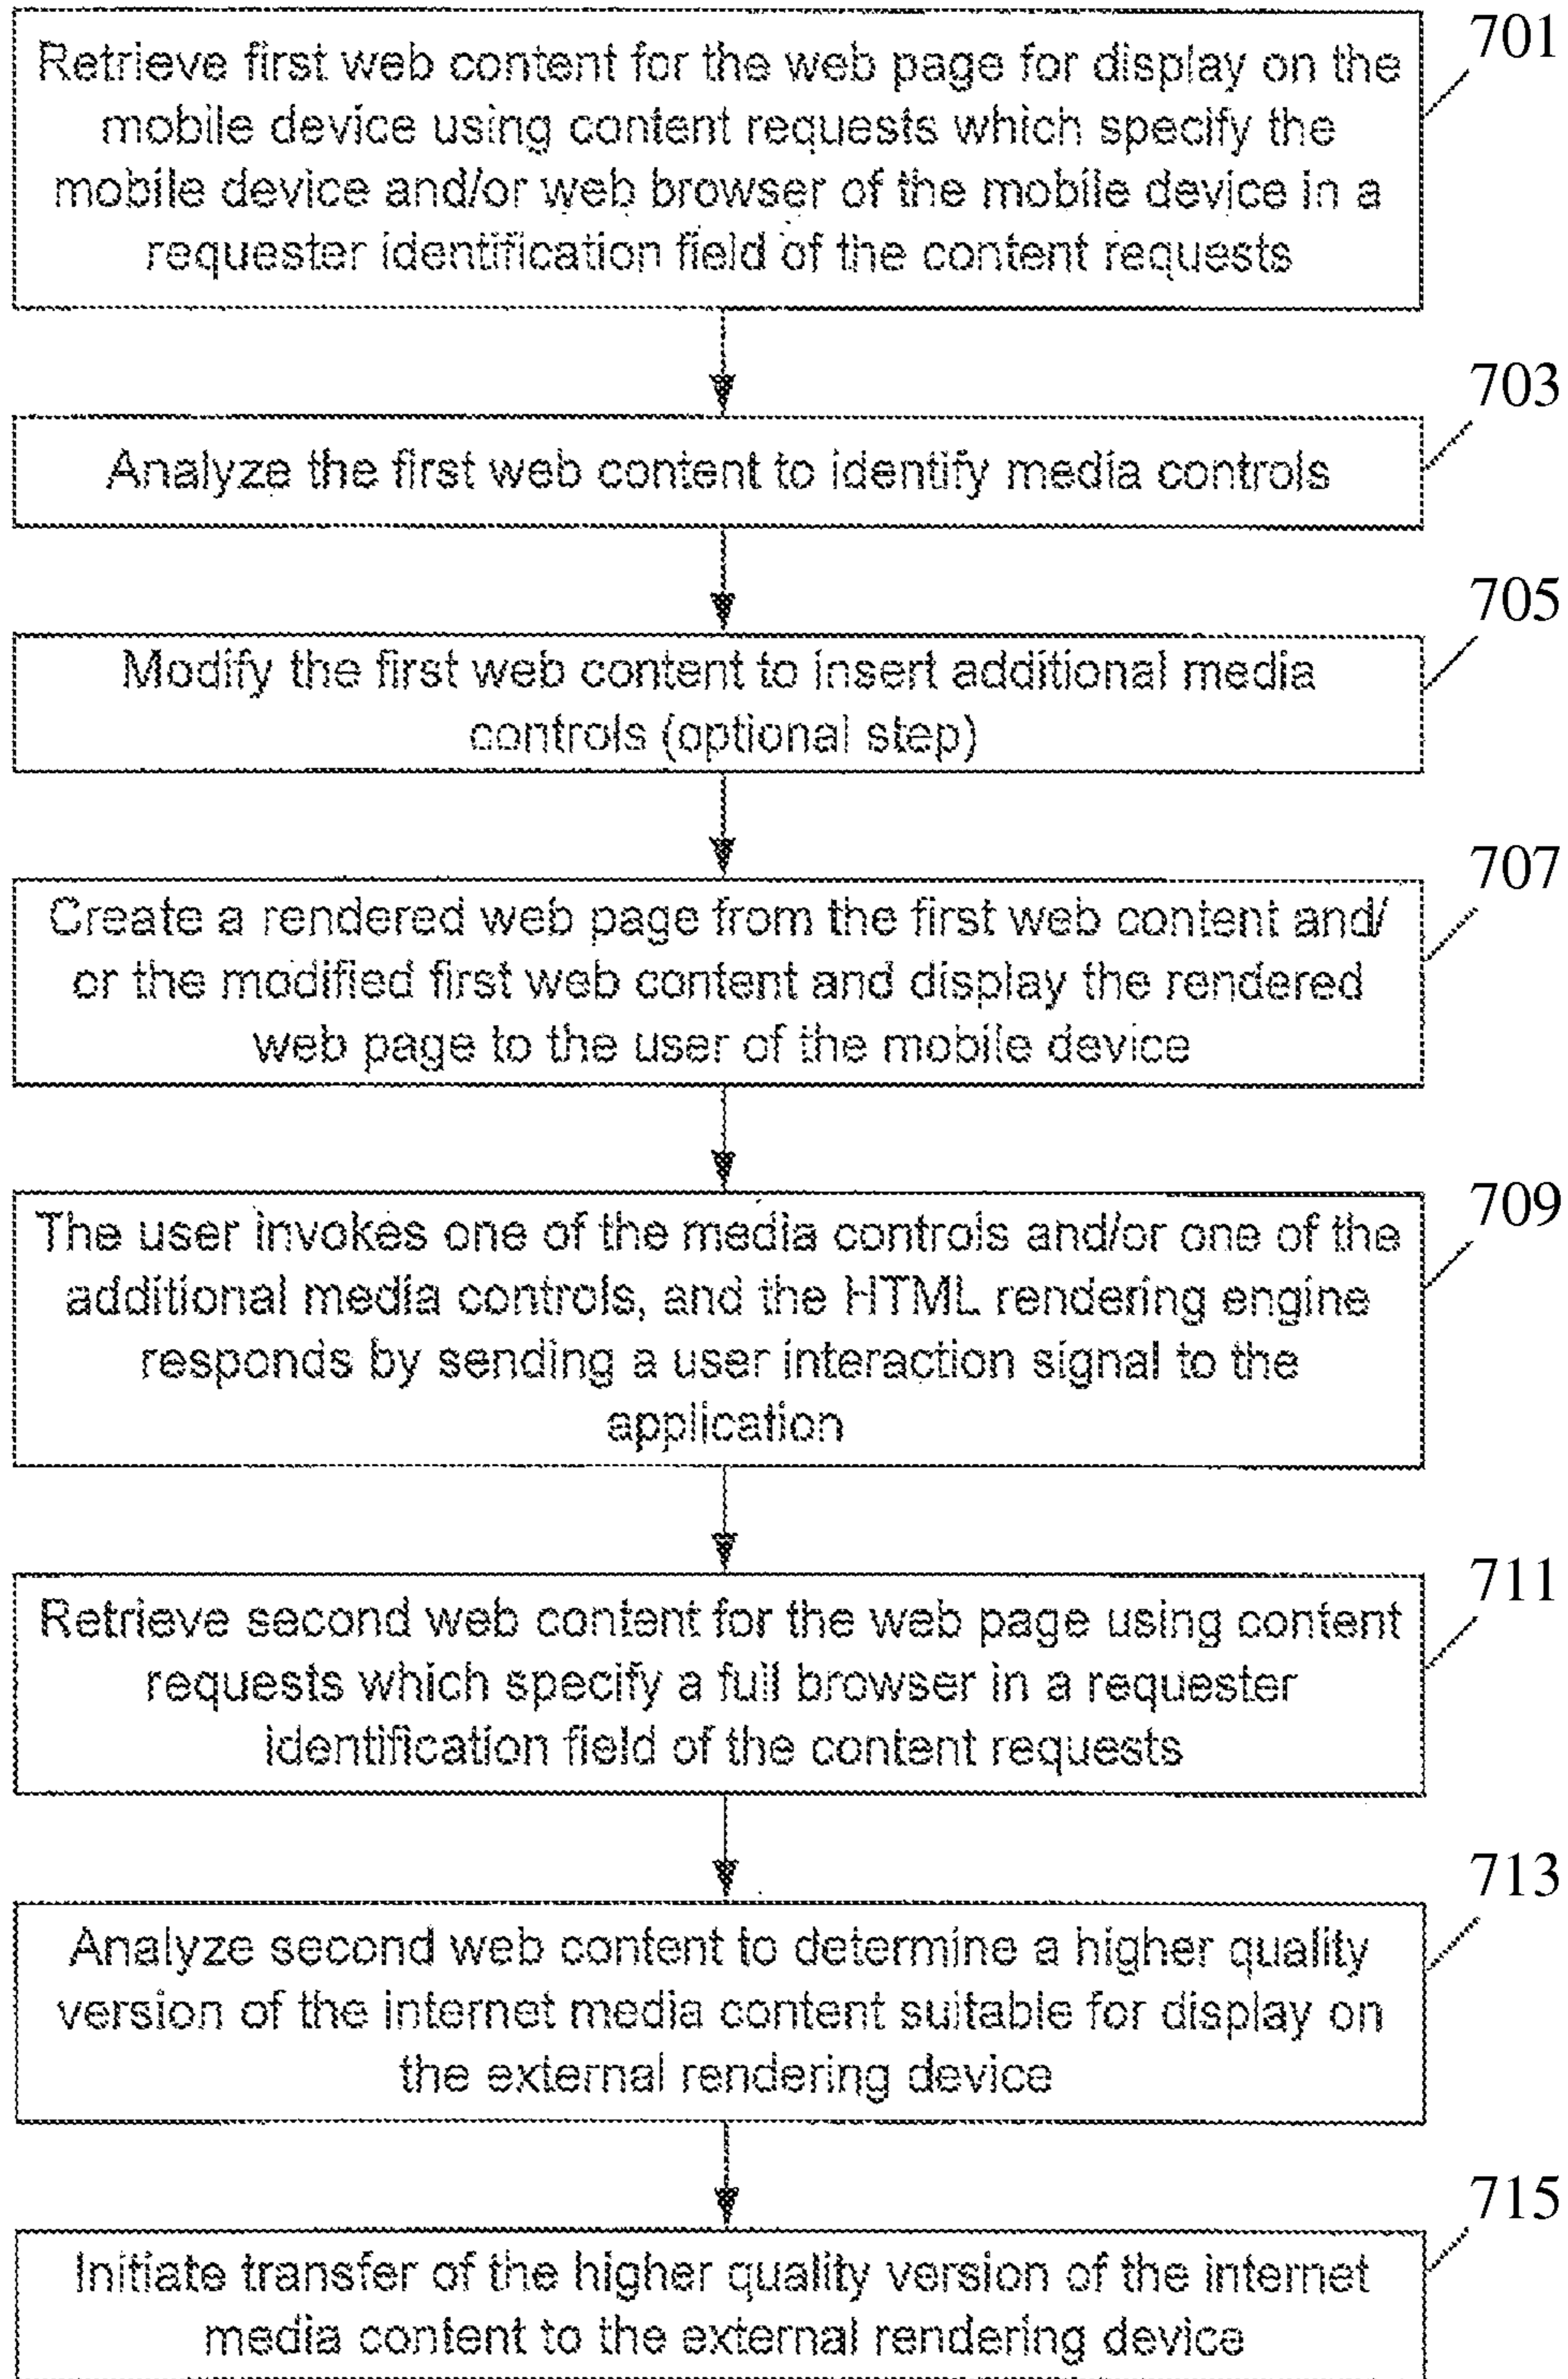 701
Retrieve first web content for the web page for display on the
mobile device using content requests which specify the
mobile device and/or web browser of the mobile device in a
requester identification field of the content requests
703
Analyze the first web content to identify media controls
705
Modify the first web content to insert additional media
controls (optional step)
707
Create a rendered web page from the first web content and/
or the modified first web content and display the rendered
web page to the user of the mobile device
709
The user invokes one of the media controls and/or one of the
additional media controls, and the HTML rendering engine
responds by sending a user interaction signal to the
application
711
Retrieve second web content for the web page using content
requests which specify a full browser in a requester
identification field of the content requests
713
Analyze second web content to determine a higher quality
version of the internet media content suitable for display on
the external rendering device
715
Initiate transfer of the higher quality version of the internet
media content to the external rendering device